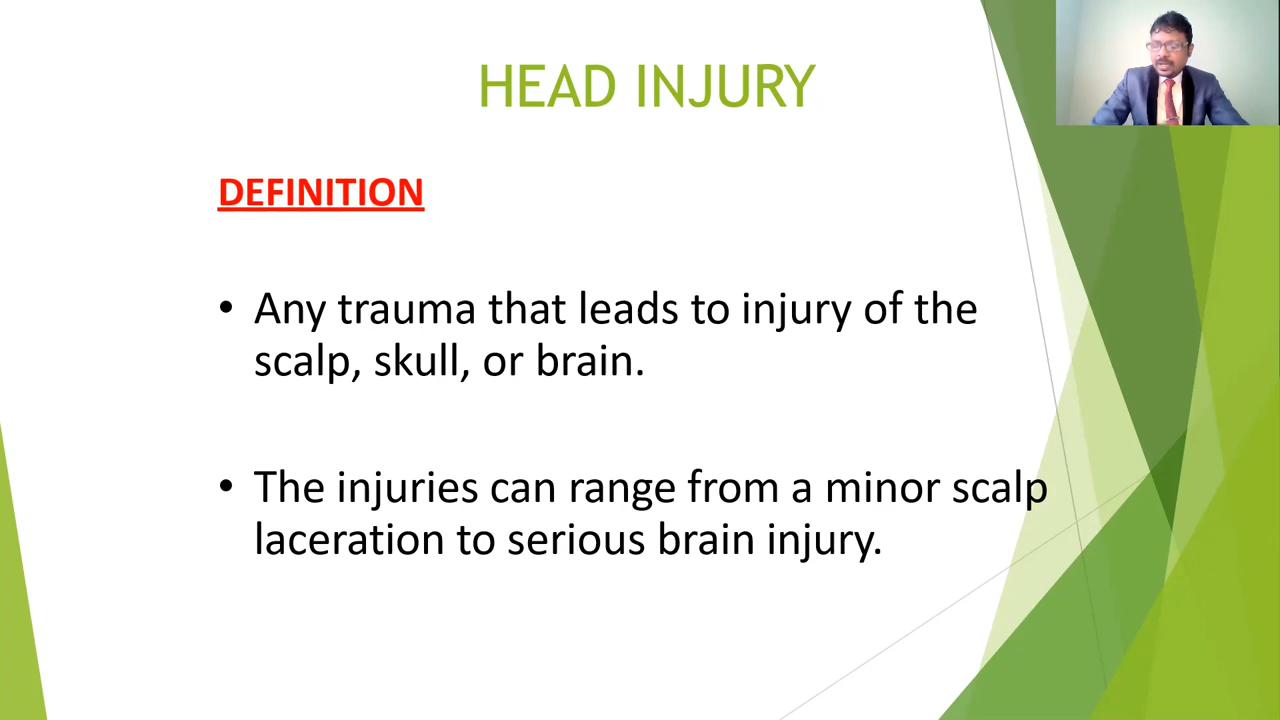 HEAD INJURY
DEFINITION
• Any trauma that leads to injury of the
scalp, skull, or brain.
• The injuries can range from a minor scalp
laceration to serious brain injury.